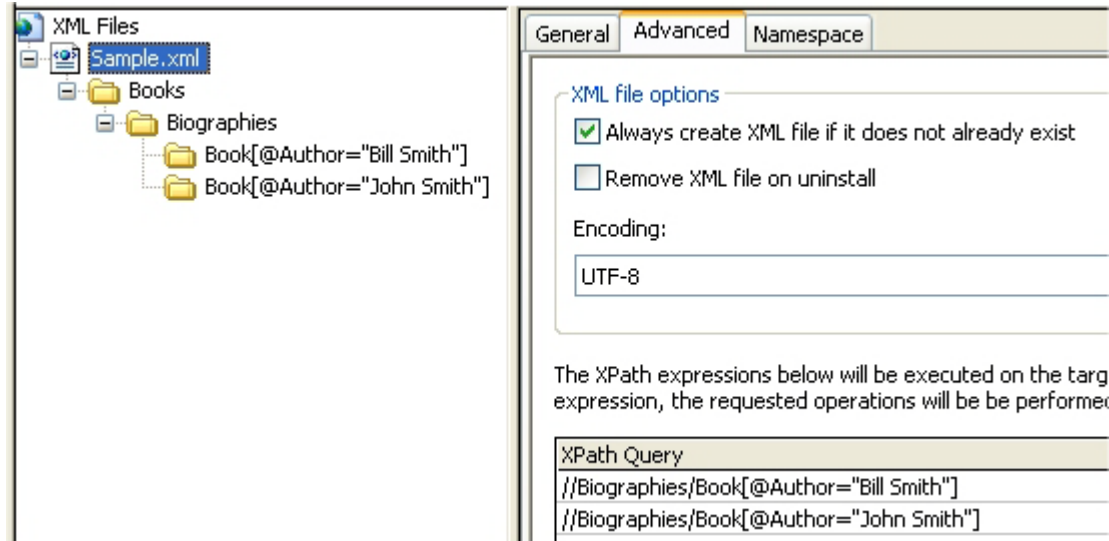 XML Files
Sample.xml
Books
Biographies
Book[@Author="Bill Smith"]
Book[@Author="John Smith"]
General Advanced Namespace
XML file options
Always create XML file if it does not already exist
Remove XML file on uninstall
Encoding:
UTF-8
The XPath expressions below will be executed on the targ
expression, the requested operations will be be performed
XPath Query
//Biographies/Book[@Author="Bill Smith"]
//Biographies/Book[@Author="John Smith"]